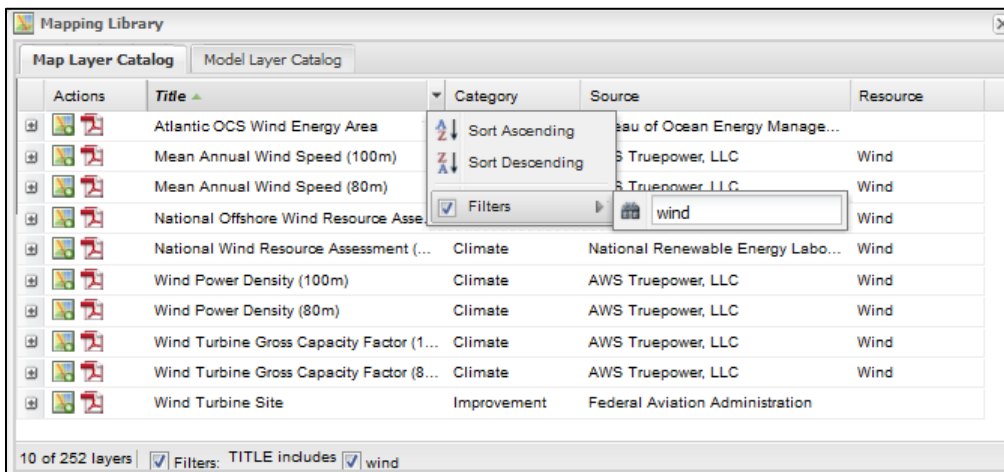 Mapping Library
Map Layer Catalog Model Layer Catalog
Actions Title Category Source Resource
Atlantic OCS Wind Energy Area eau of Ocean Energy Manage...
Sort Ascending
Mean Annual Wind Speed (100m) S Truepower, LLC Wind
Sort Descending
Mean Annual Wind Speed (80m) S Truepower, LLC Wind
Filters wind
National Offshore Wind Resource Asse... Wind
National Wind Resource Assessment (... Climate National Renewable Energy Labo... Wind
Wind Power Density (100m) Climate AWS Truepower, LLC Wind
Wind Power Density (80m) Climate AWS Truepower, LLC Wind
Wind Turbine Gross Capacity Factor (1... Climate AWS Truepower, LLC Wind
Wind Turbine Gross Capacity Factor (8... Climate AWS Truepower, LLC Wind
Wind Turbine Site Improvement Federal Aviation Administration
10 of 252 layers Filters: TITLE includes wind